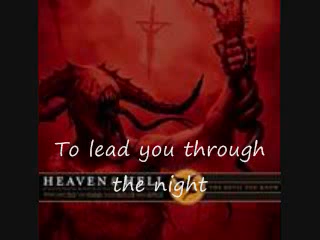 To lead you through
HEAVEN & HELL THE DEVIL YOU KNOW
the night